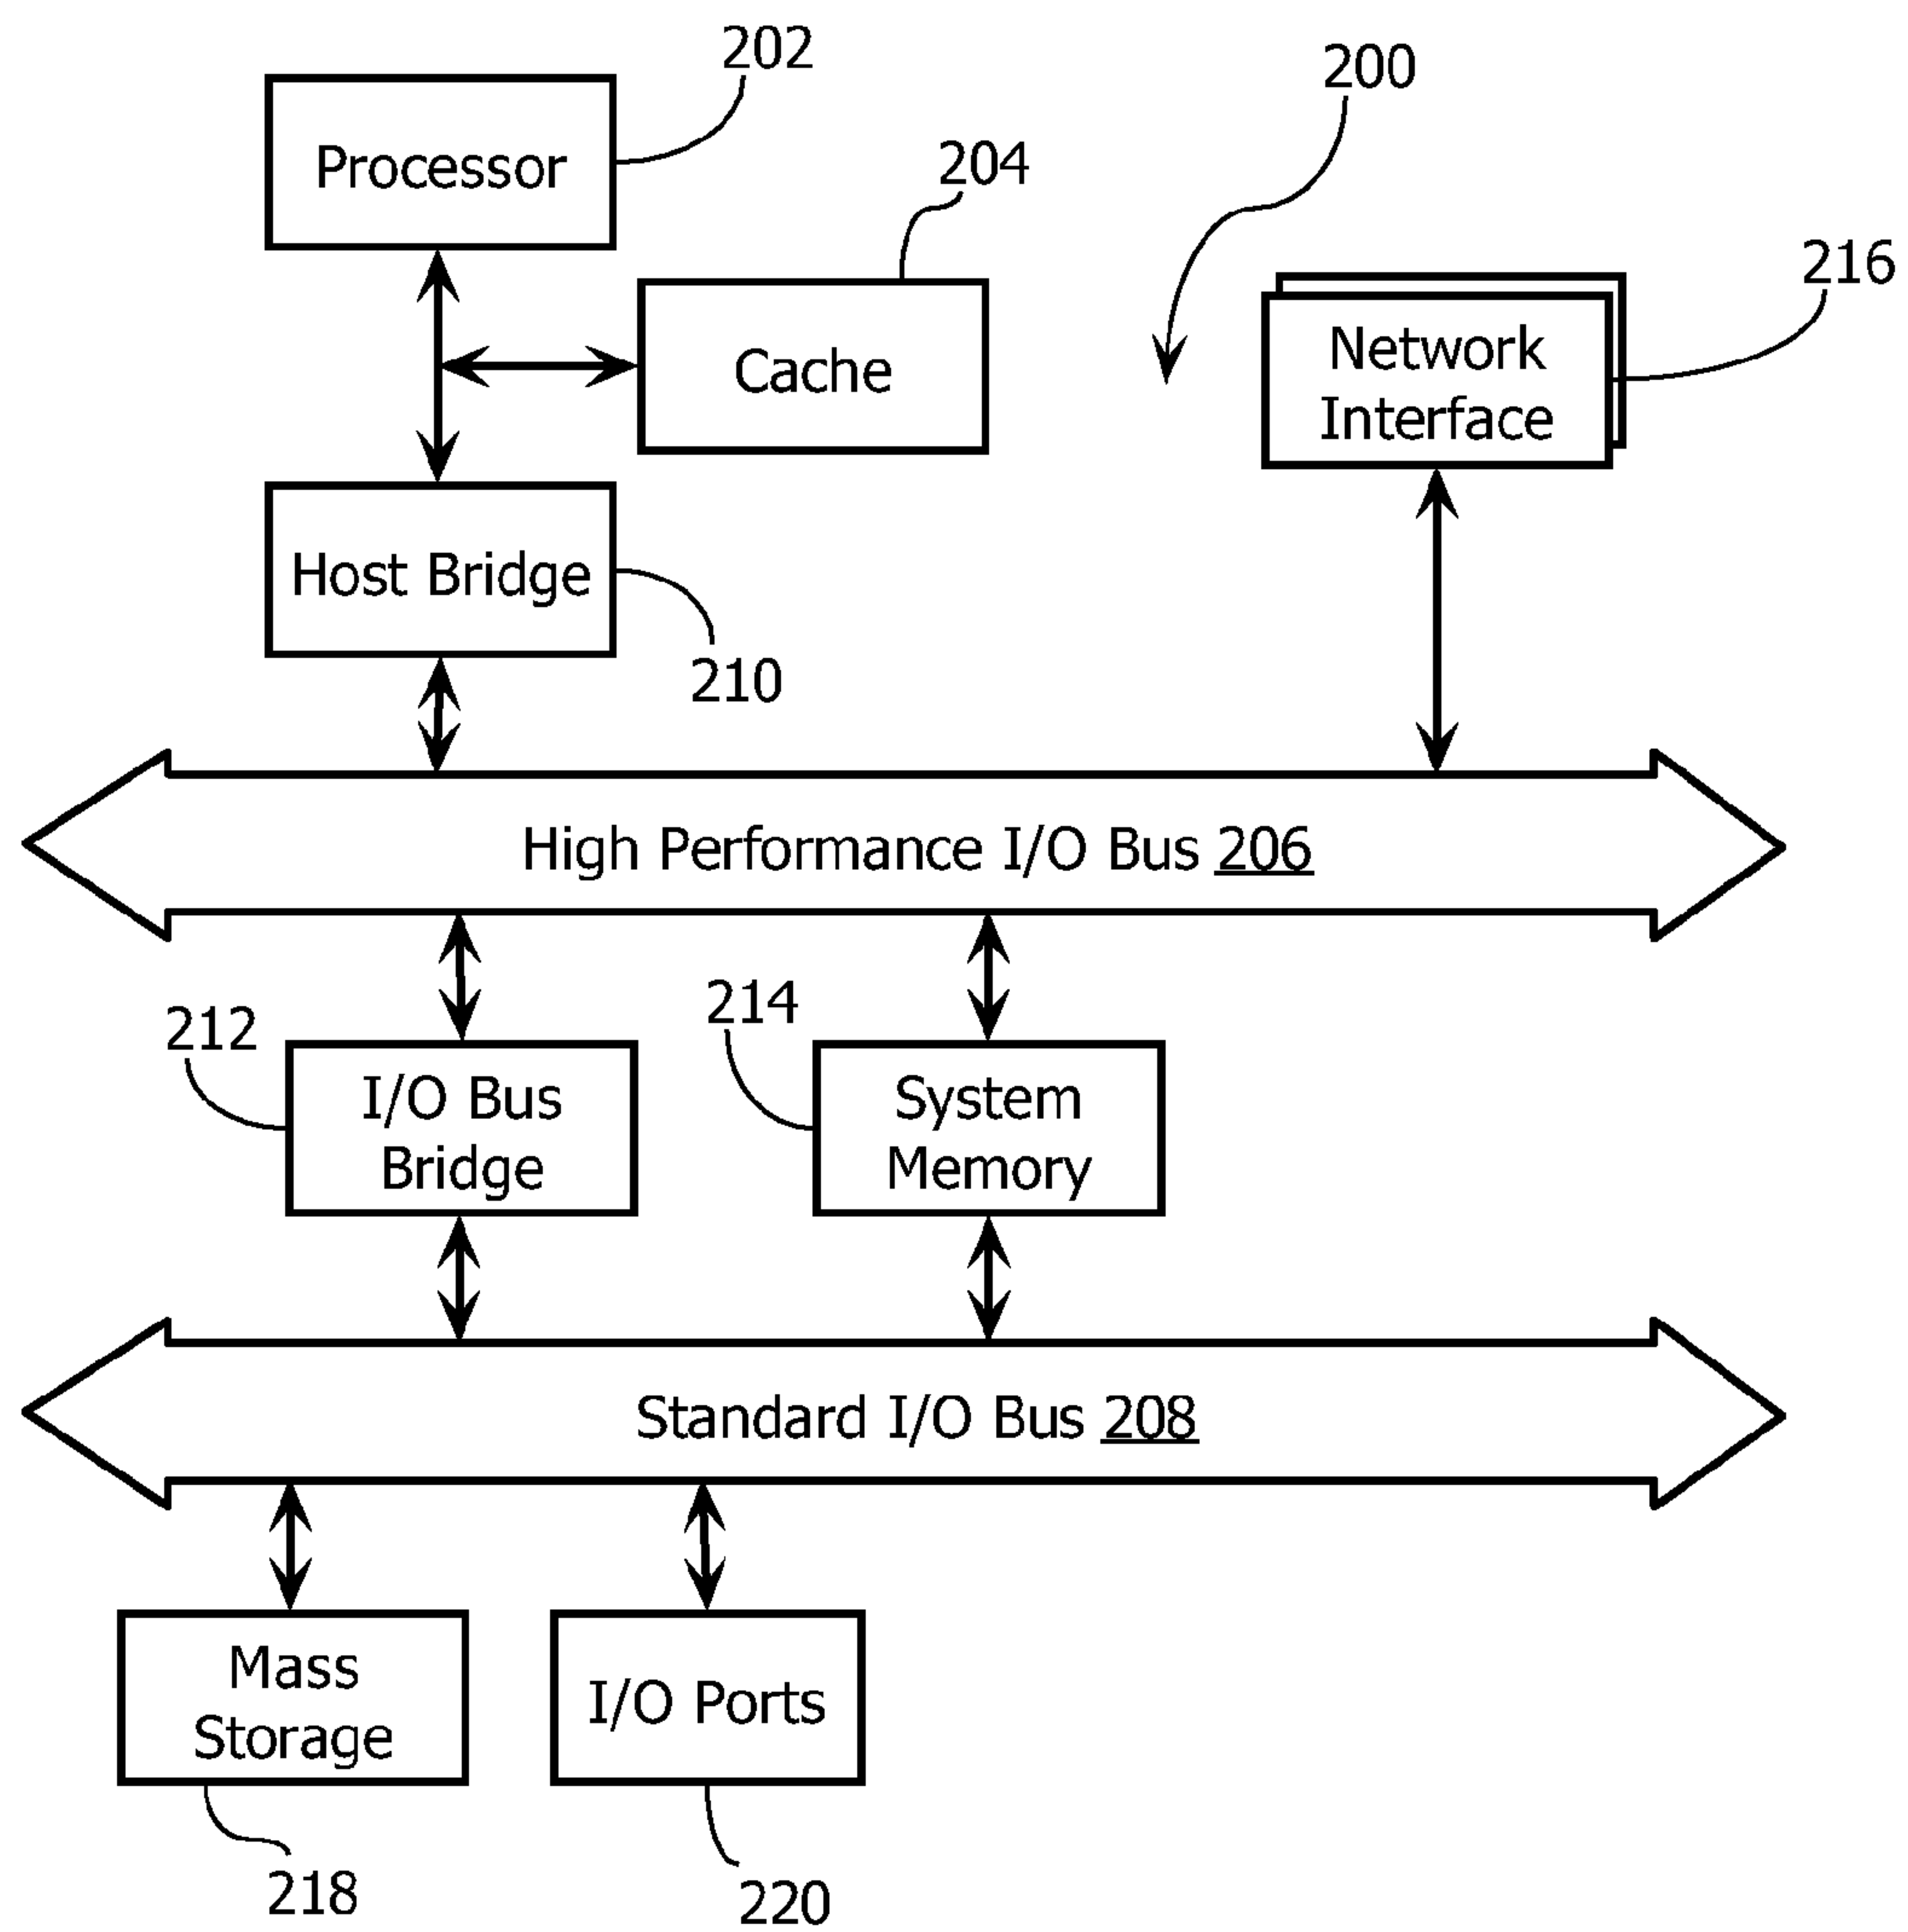 202
200
Processor
204
216
Network
Interface
Cache
Host Bridge
210
High Performance I/O Bus 206
212
214
I/O Bus
Bridge
System
Memory
Standard I/O Bus 208
Mass
Storage
I/O Ports
218
220